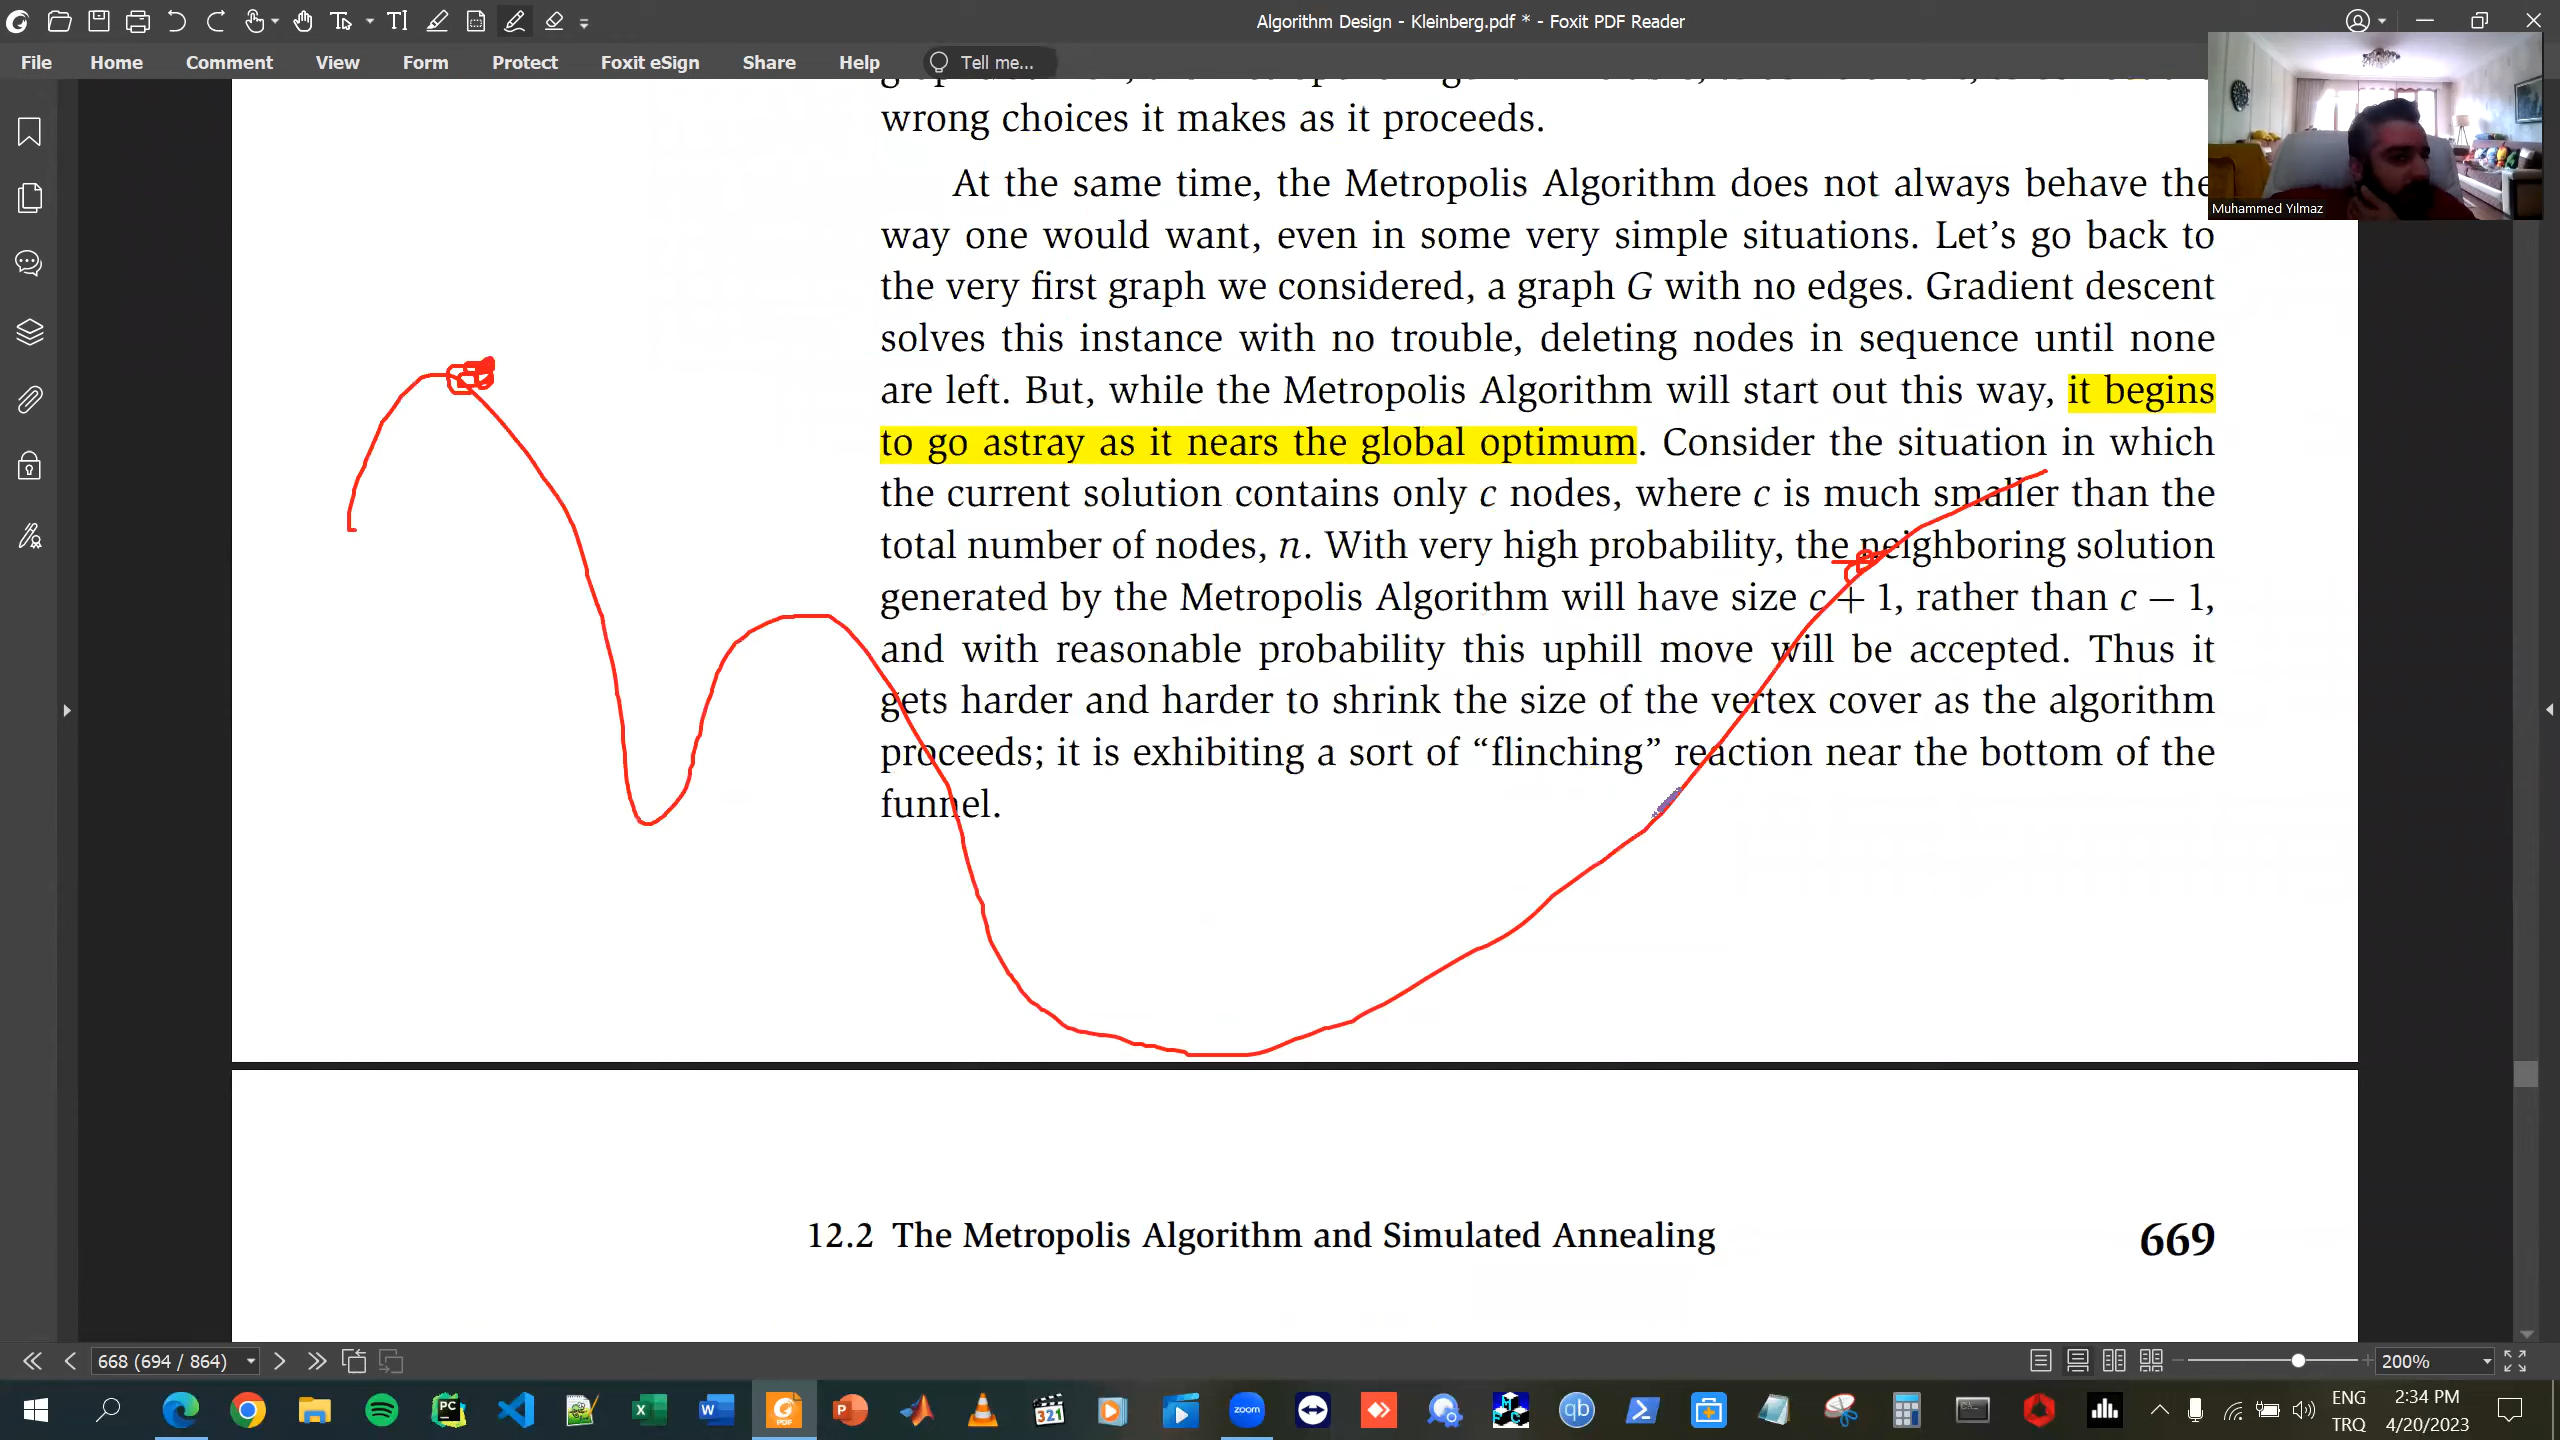 Algorithm Design - Kleinberg.pdf * - Foxit PDF Reader
File Home Comment View Form Protect Foxit eSign Share Help Tell me...
wrong choices it makes as it proceeds.
At the same time, the Metropolis Algorithm does not always behave the
way one would want, even in some very simple situations. Let’s go back to
the very first graph we considered, a graph G with no edges. Gradient descent
solves this instance with no trouble, deleting nodes in sequence until none
are left. But, while the Metropolis Algorithm will start out this way, it begins
to go astray as it nears the global optimum. Consider the situation in which
the current solution contains only c nodes, where c is much smaller than the
total number of nodes, n. With very high probability, the neighboring solution
generated by the Metropolis Algorithm will have size c + 1, rather than c − 1,
and with reasonable probability this uphill move will be accepted. Thus it
gets harder and harder to shrink the size of the vertex cover as the algorithm
proceeds; it is exhibiting a sort of “flinching” reaction near the bottom of the
funnel.
Muhammed Yılmaz
12.2 The Metropolis Algorithm and Simulated Annealing 669
668 (694 / 864)
200%
PC
X
W
PDF
P
321
zoom
qb
ENG
TRQ
2:34 PM
4/20/2023